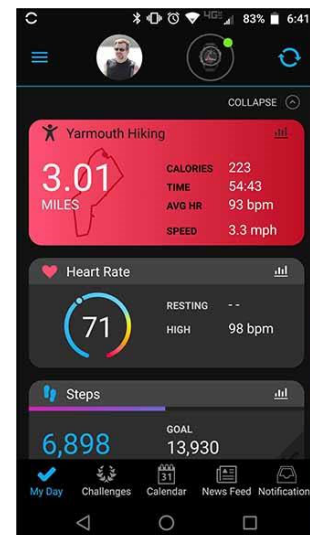 4G 83% 6:41
COLLAPSE
Yarmouth Hiking
3.01
MILES
CALORIES 223
TIME 54:43
AVG HR 93 bpm
SPEED 3.3 mph
Heart Rate
71
RESTING --
HIGH 98 bpm
Steps
6,898
GOAL
13,930
31
My Day Challenges Calendar News Feed Notification